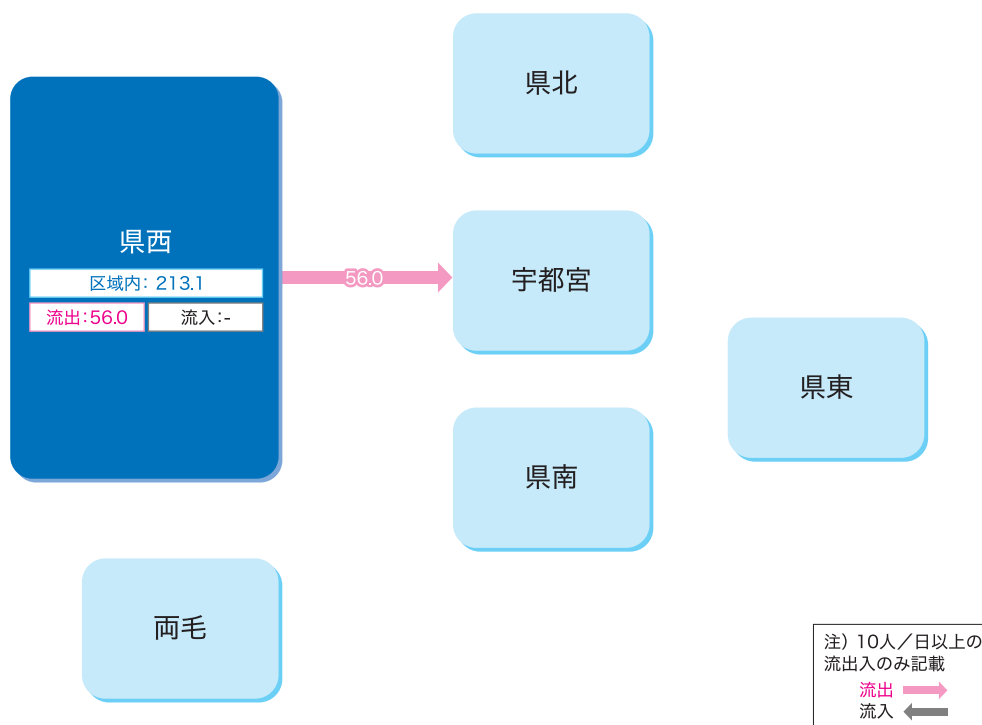 県北
県西
区域内：213.1
流出：56.0
流入：-
56.0
宇都宮
県東
県南
両毛
注）10人／日以上の
流出入のみ記載
流出
流入